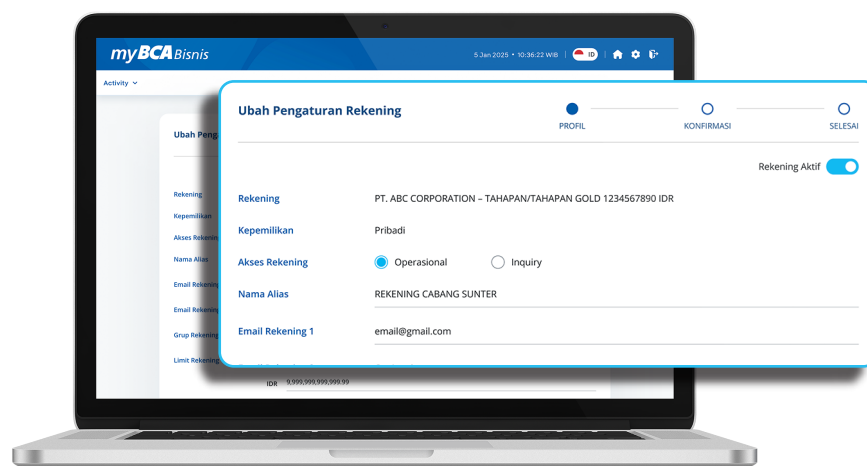 myBCA Bisnis
5 Jan 2025 • 10:36:22 WIB | ID
Activity
Ubah Peng
Rekening
Kepemilikan
Akses Rekening
Nama Alias
Email Rekening
Email Rekening
Grup Rekening
Limit Rekening
IDR 9,999,999,999,999.99
Ubah Pengaturan Rekening
PROFIL KONFIRMASI SELESAI
Rekening Aktif
Rekening PT. ABC CORPORATION – TAHAPAN/TAHAPAN GOLD 1234567890 IDR
Kepemilikan Pribadi
Akses Rekening Operasional Inquiry
Nama Alias REKENING CABANG SUNTER
Email Rekening 1 email@gmail.com